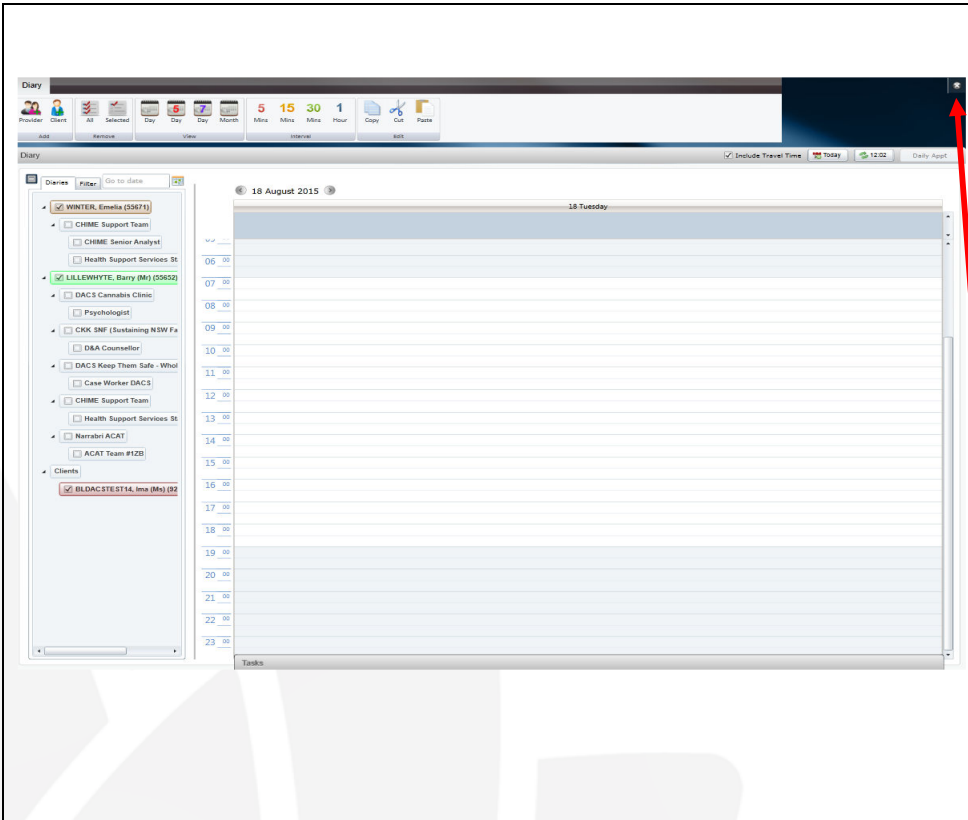 Diary
Provider Client All Selected Day 5 Day 7 Day Month 5 Mins 15 Mins 30 Mins 1 Hour Copy Cut Paste
Add Remove View Interval Edit
Diary Include Travel Time Today 12:02 Daily Appt
Diaries Filter Go to date
18 August 2015
18 Tuesday
WINTER, Emelia (55671)
CHIME Support Team
CHIME Senior Analyst
Health Support Services St
LILLEWHYTE, Barry (Mr) (55652)
DACS Cannabis Clinic
Psychologist
CKK SNF (Sustaining NSW Fa
D&A Counsellor
DACS Keep Them Safe - Whol
Case Worker DACS
CHIME Support Team
Health Support Services St
Narrabri ACAT
ACAT Team #1ZB
Clients
BLDACSTEST14, Ima (Ms) (92
06 00
07 00
08 00
09 00
10 00
11 00
12 00
13 00
14 00
15 00
16 00
17 00
18 00
19 00
20 00
21 00
22 00
23 00
Tasks